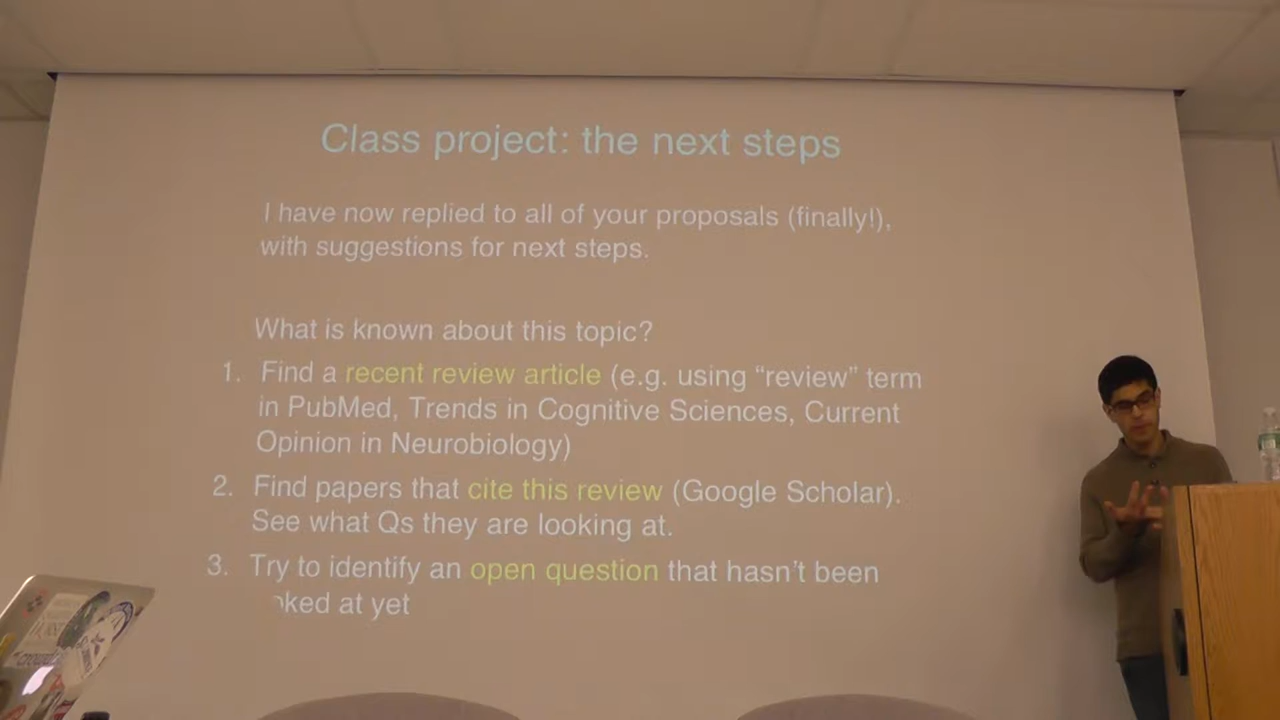 Class project: the next steps
I have now replied to all of your proposals (finally!),
with suggestions for next steps.
What is known about this topic?
1. Find a recent review article (e.g. using “review” term
in PubMed, Trends in Cognitive Sciences, Current
Opinion in Neurobiology)
2. Find papers that cite this review (Google Scholar).
See what Qs they are looking at.
3. Try to identify an open question that hasn’t been
at yet